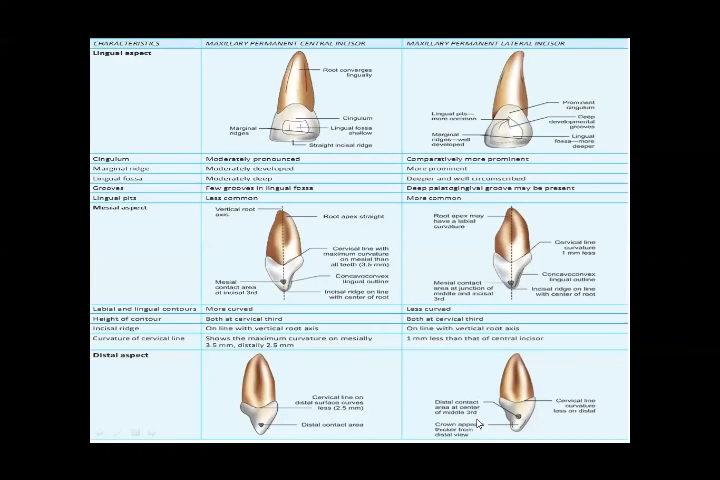 CHARACTERISTICS MAXILLARY PERMANENT CENTRAL INCISOR MAXILLARY PERMANENT LATERAL INCISOR
Lingual aspect
Root converges
lingually
Cingulum
Marginal
ridges
Lingual fossa
shallow
Straight incisal ridge
Prominent
cingulum
Lingual pits—
more common
Deep
developmental
grooves
Marginal
ridges—well
developed
Lingual
fossa—more
deeper
Cingulum Moderately pronounced Comparatively more prominent
Marginal ridge Moderately developed More prominent
Lingual fossa Moderately deep Deeper and well circumscribed
Grooves Few grooves in lingual fossa Deep palatogingival groove may be present
Lingual pits Less common More common
Mesial aspect
Vertical root
axis
Root apex straight
Cervical line with
maximum curvature
on mesial than
all teeth (3.5 mm)
Concavoconvex
lingual outline
Mesial
contact area
at incisal 3rd
Incisal ridge on line
with center of root
Root apex may
have a labial
curvature
Cervical line
curvature
1 mm less
Concavoconvex
lingual outline
Mesial contact
area at junction of
middle and incisal
3rd
Incisal ridge on line
with center of root
Labial and lingual contours More curved Less curved
Height of contour Both at cervical third Both at cervical third
Incisal ridge On line with vertical root axis On line with vertical root axis
Curvature of cervical line Shows the maximum curvature on mesially 1 mm less than that of central incisor
3.5 mm, distally 2.5 mm
Distal aspect
Cervical line on
distal surface curves
less (2.5 mm)
Distal contact area
Distal contact
area at center
of middle 3rd
Cervical line
curvature
less on distal
Crown
thicker from
distal view